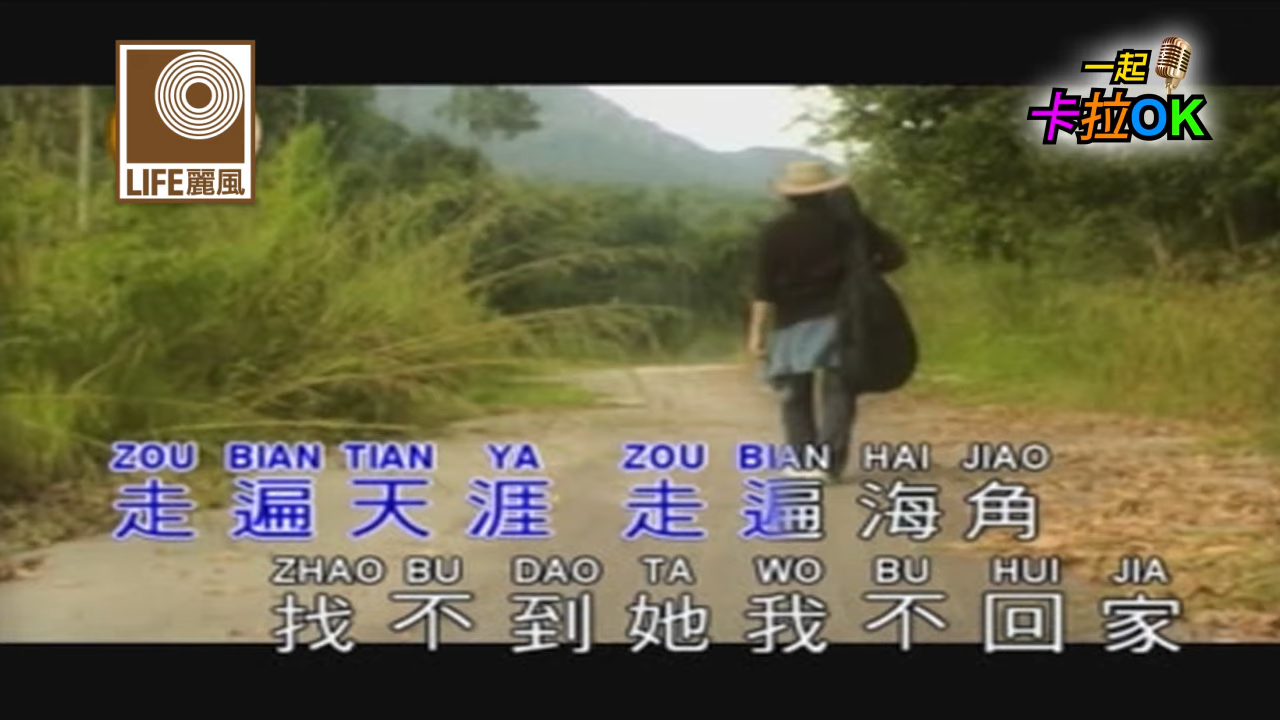 LIFE麗風
一起
卡拉OK
ZOU BIAN TIAN YA ZOU BIAN HAI JIAO
走遍天涯 走遍海角
ZHAO BU DAO TA WO BU HUI JIA
找不到她我不回家